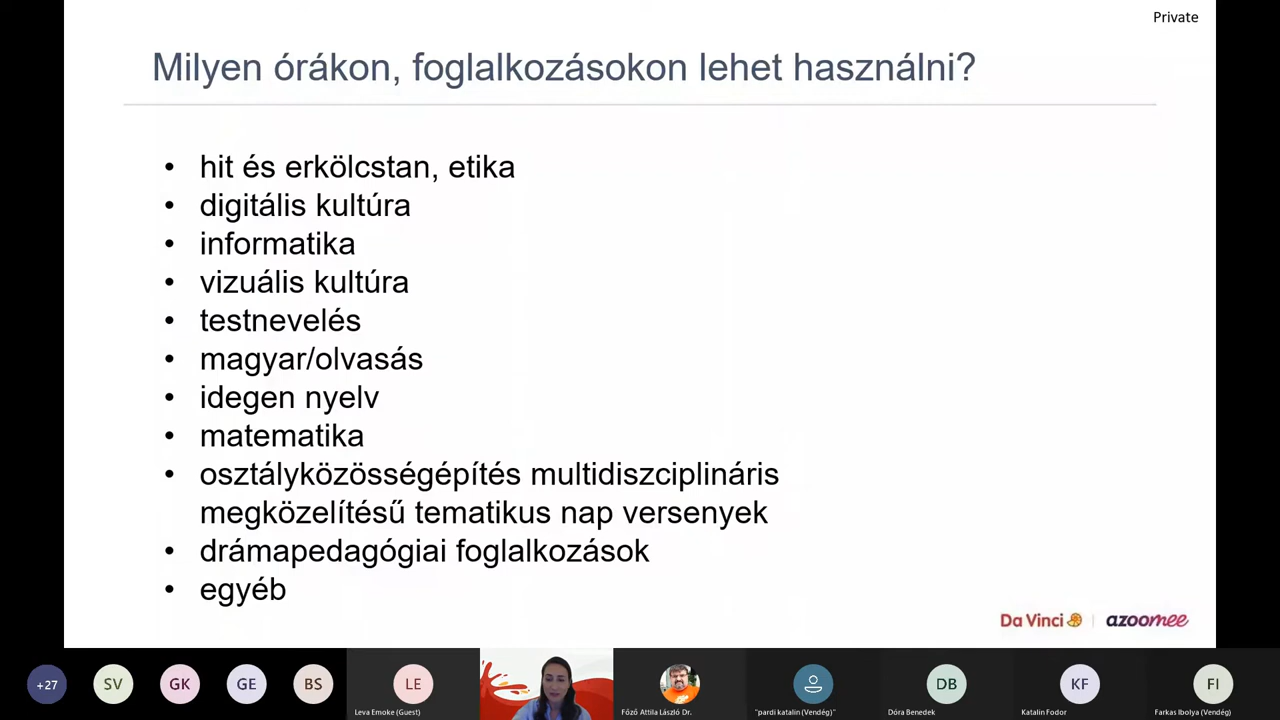 Private
Milyen órákon, foglalkozásokon lehet használni?
• hit és erkölcstan, etika
• digitális kultúra
• informatika
• vizuális kultúra
• testnevelés
• magyar/olvasás
• idegen nyelv
• matematika
• osztályközösségépítés multidiszciplináris
megközelítésű tematikus nap versenyek
• drámapedagógiai foglalkozások
• egyéb
Da Vinci | azoomee
+27 SV GK GE BS LE DB KF FI
Leva Emoke (Guest) Főző Attila László Dr. "pardi katalin (Vendég)" Dóra Benedek Katalin Fodor Farkas Ibolya (Vendég)